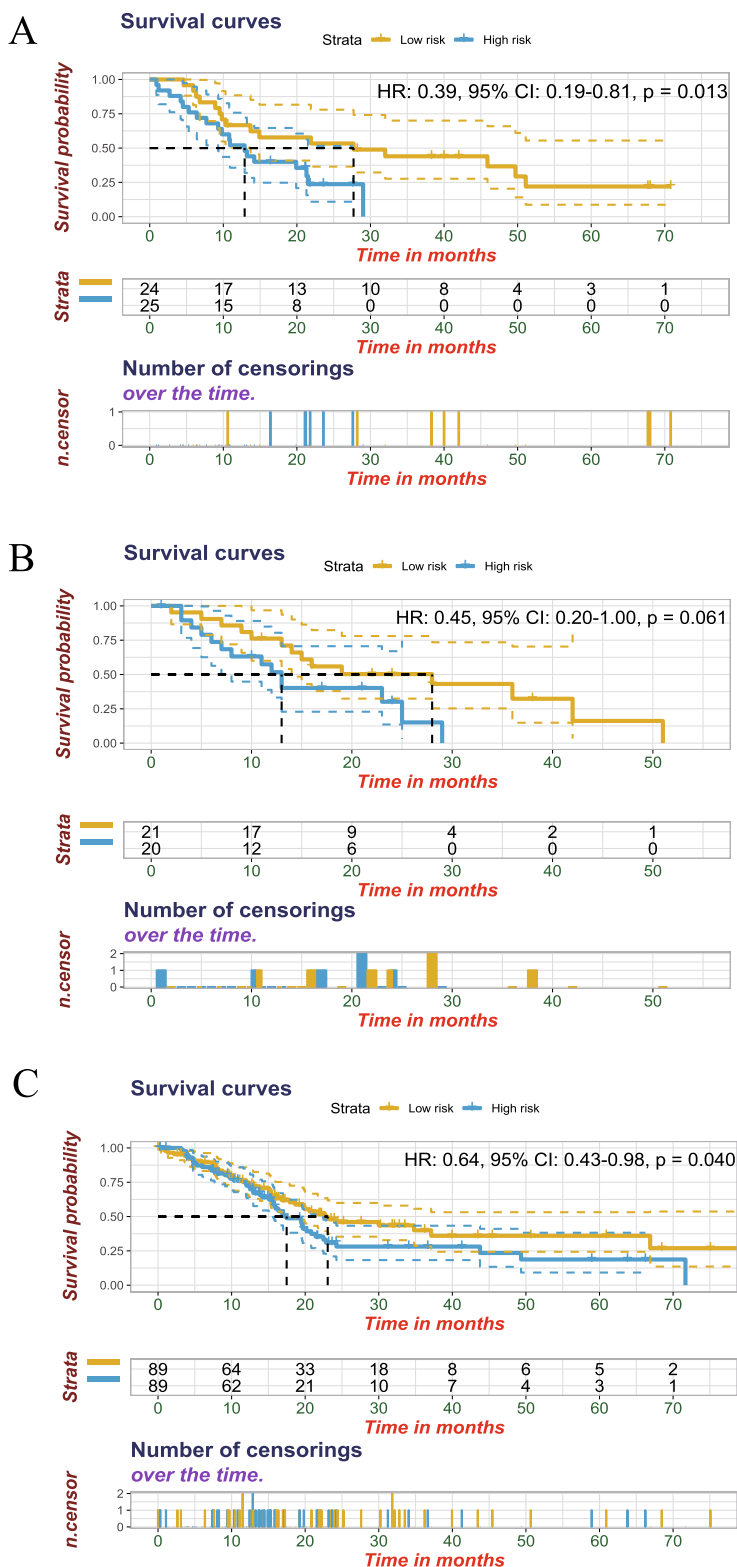 A
Survival curves
Strata Low risk High risk
Survival probability
1.00
0.75
0.50
0.25
0.00
HR: 0.39, 95% CI: 0.19-0.81, p = 0.013
0 10 20 30 40 50 60 70
Time in months
Strata
24 17 13 10 8 4 3 1
25 15 8 0 0 0 0 0
0 10 20 30 40 50 60 70
Time in months
Number of censorings
over the time.
n.censor
1
0
0 10 20 30 40 50 60 70
Time in months
B
Survival curves
Strata Low risk High risk
Survival probability
1.00
0.75
0.50
0.25
0.00
HR: 0.45, 95% CI: 0.20-1.00, p = 0.061
0 10 20 30 40 50
Time in months
Strata
21 17 9 4 2 1
20 12 6 0 0 0
0 10 20 30 40 50
Time in months
Number of censorings
over the time.
n.censor
2
1
0
0 10 20 30 40 50
Time in months
C
Survival curves
Strata Low risk High risk
Survival probability
1.00
0.75
0.50
0.25
0.00
HR: 0.64, 95% CI: 0.43-0.98, p = 0.040
0 10 20 30 40 50 60 70
Time in months
Strata
89 64 33 18 8 6 5 2
89 62 21 10 7 4 3 1
0 10 20 30 40 50 60 70
Time in months
Number of censorings
over the time.
n.censor
2
1
0
0 10 20 30 40 50 60 70
Time in months